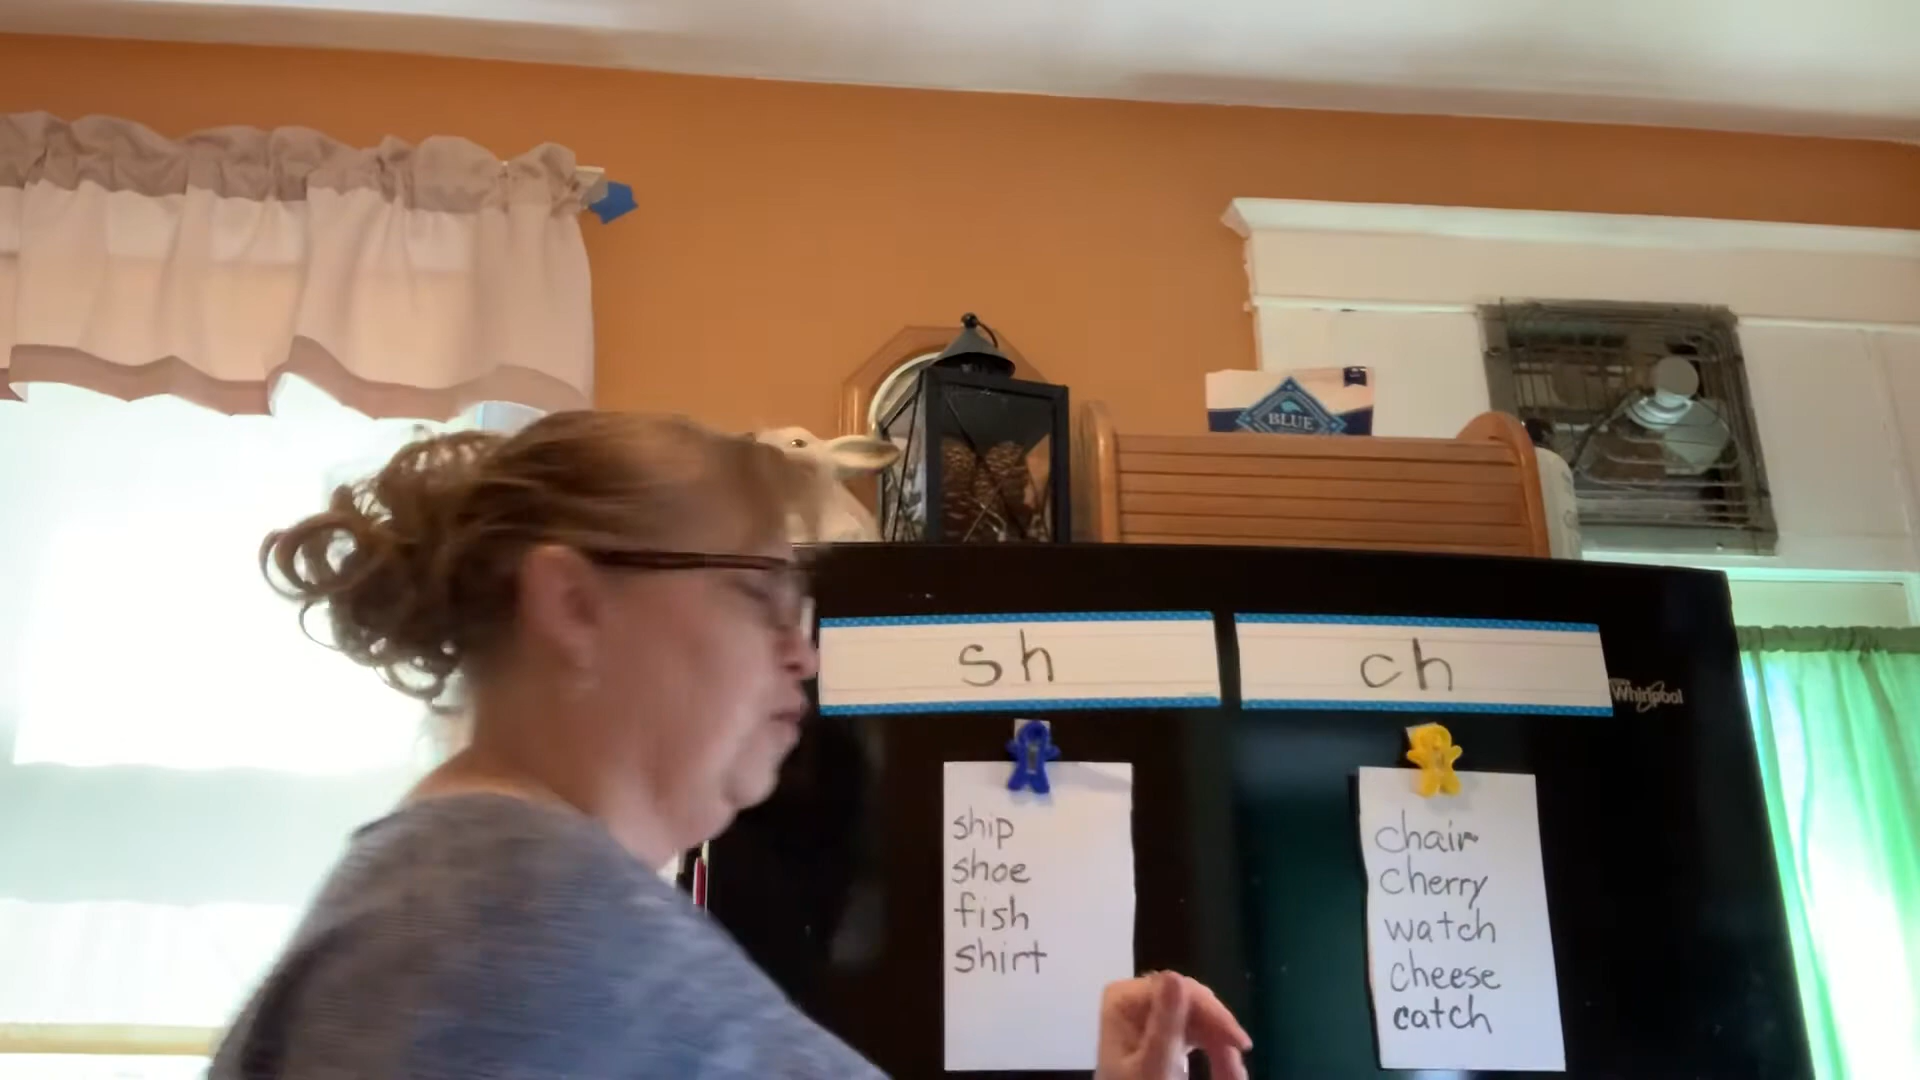 BLUE
sh
ch
Whirlpool
ship
shoe
fish
shirt
chair
cherry
watch
cheese
catch